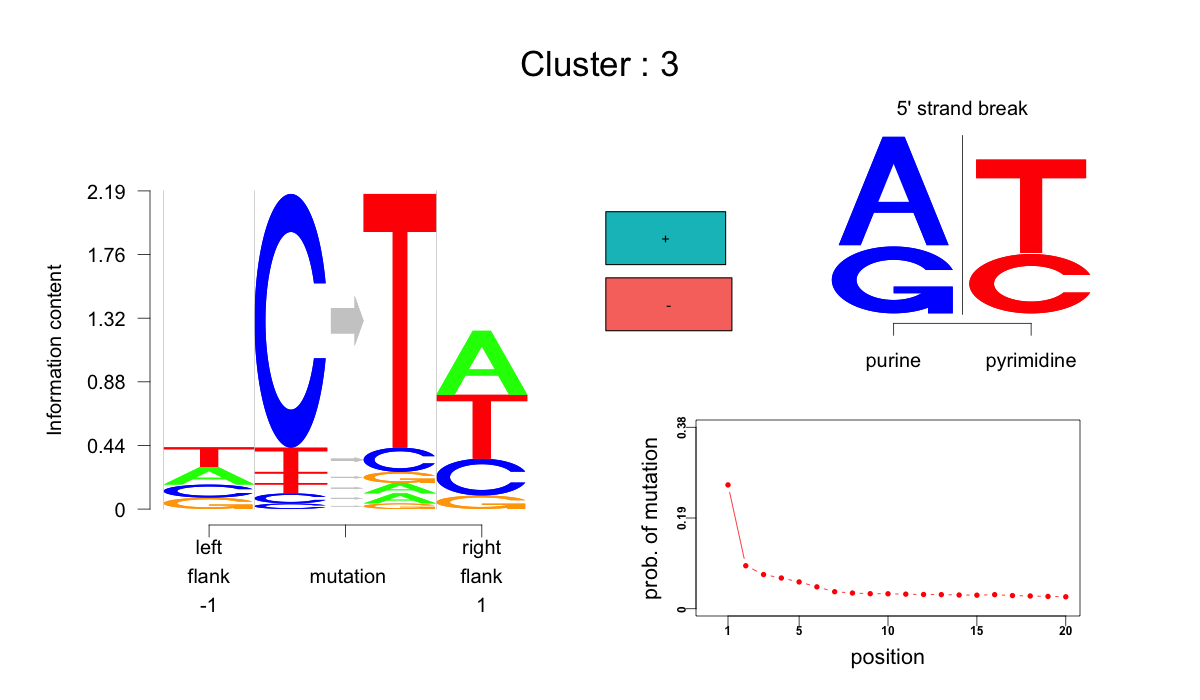 Cluster : 3
5' strand break
A T
G C
purine pyrimidine
Information content
2.19
1.76
1.32
0.88
0.44
0
C T
A
T
C
G
T
A
C
G
T
C
C
C
G
A
A
G
left flank -1
mutation
right flank 1
+
-
prob. of mutation
0.38
0.19
0
1 5 10 15 20
position